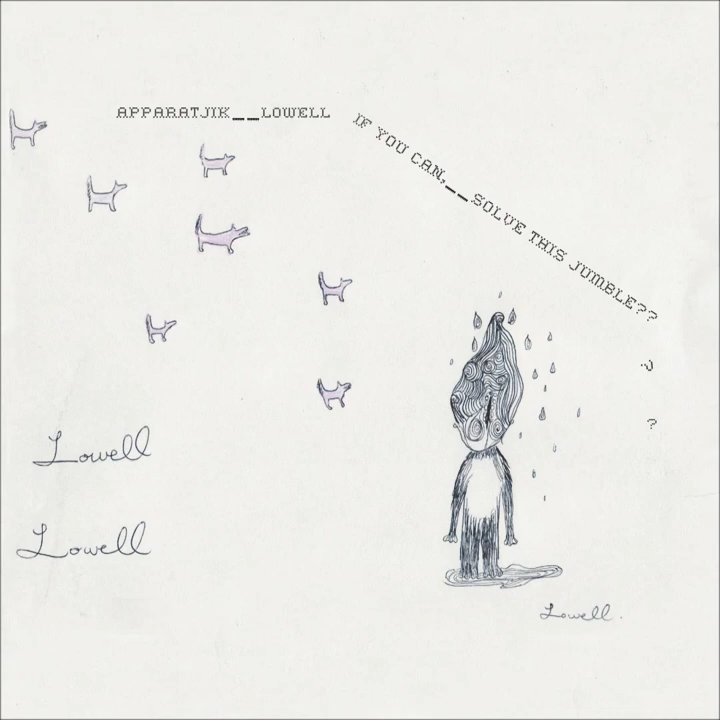 APPARATJIK__LOWELL
IF YOU CAN,__SOLVE THIS JUMBLE??
?
?
Lowell
Lowell
Lowell.